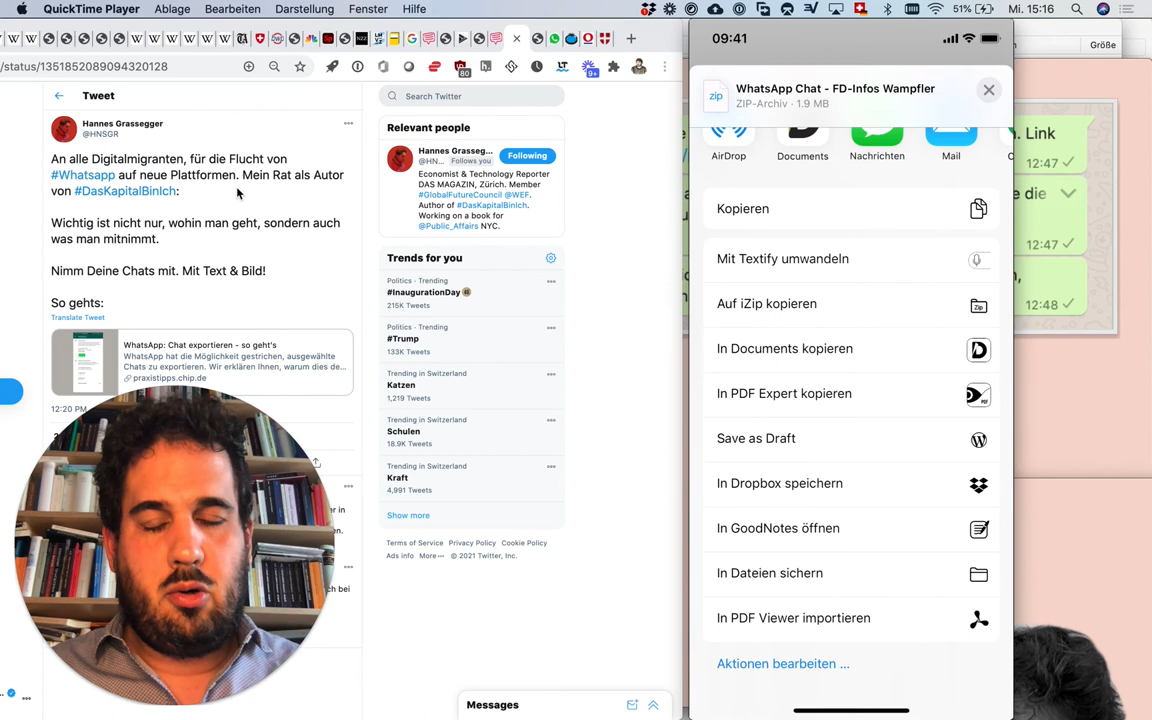 QuickTime Player Ablage Bearbeiten Darstellung Fenster Hilfe 51% Mi. 15:16
/status/1351852089094320128
80
9+
Größe
Tweet
Hannes Grassegger
@HNSGR
An alle Digitalmigranten, für die Flucht von
#Whatsapp auf neue Plattformen. Mein Rat als Autor
von #DasKapitalBinIch:
Wichtig ist nicht nur, wohin man geht, sondern auch
was man mitnimmt.
Nimm Deine Chats mit. Mit Text & Bild!
So gehts:
Translate Tweet
WhatsApp: Chat exportieren - so geht's
WhatsApp hat die Möglichkeit gestrichen, ausgewählte
Chats zu exportieren. Wir erklären Ihnen, warum dies de...
praxistipps.chip.de
12:20 PM
er in
en.
ch bei
Search Twitter
Relevant people
Hannes Grasseg...
@HN... Follows you
Following
Economist & Technology Reporter
DAS MAGAZIN, Zürich. Member
#GlobalFutureCouncil @WEF.
Author of #DasKapitalBinIch.
Working on a book for
@Public_Affairs NYC.
Trends for you
Politics · Trending
#InaugurationDay
215K Tweets
Politics · Trending
#Trump
133K Tweets
Trending in Switzerland
Katzen
1,219 Tweets
Trending in Switzerland
Schulen
18.9K Tweets
Trending in Switzerland
Kraft
4,991 Tweets
Show more
Terms of Service Privacy Policy Cookie Policy
Ads info More © 2021 Twitter, Inc.
Messages
09:41
zip
WhatsApp Chat - FD-Infos Wampfler
ZIP-Archiv · 1.9 MB
AirDrop Documents Nachrichten Mail
Kopieren
Mit Textify umwandeln
Auf iZip kopieren
Zip
In Documents kopieren
In PDF Expert kopieren
PDF
Save as Draft
In Dropbox speichern
In GoodNotes öffnen
In Dateien sichern
In PDF Viewer importieren
Aktionen bearbeiten ...
. Link
12:47
e die
12:47
12:48